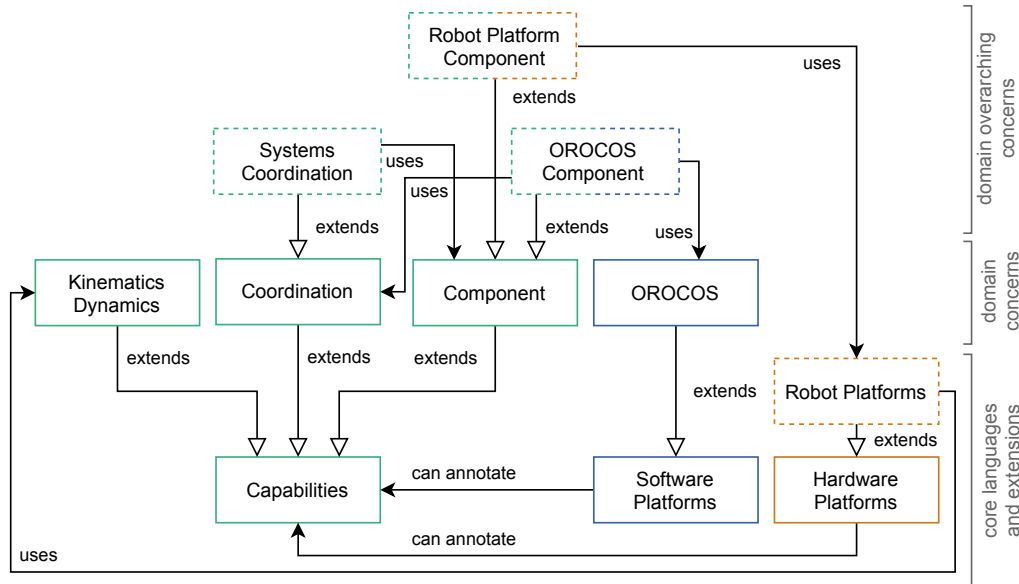 Robot Platform
Component
uses
extends
Systems
Coordination
OROCOS
Component
uses
uses
extends
extends
uses
Kinematics
Dynamics
Coordination
Component
OROCOS
extends
extends
extends
extends
Robot Platforms
extends
Capabilities
can annotate
Software
Platforms
Hardware
Platforms
can annotate
uses
domain overarching
concerns
domain
concerns
core languages
and extensions